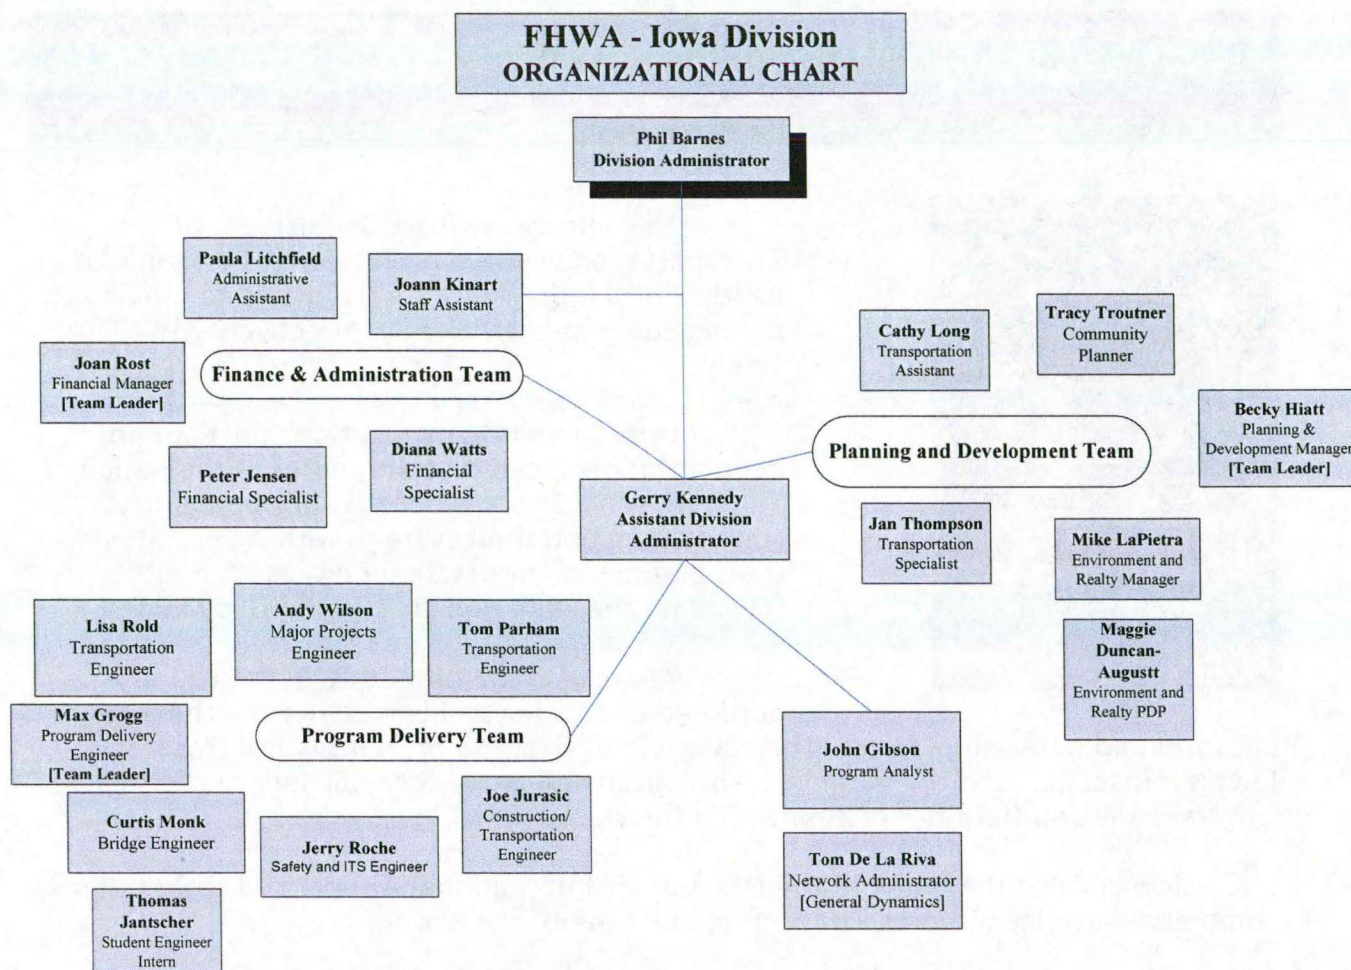 FHWA - Iowa Division
ORGANIZATIONAL CHART
Phil Barnes
Division Administrator
Paula Litchfield
Administrative
Assistant
Joann Kinart
Staff Assistant
Joan Rost
Financial Manager
[Team Leader]
Finance & Administration Team
Peter Jensen
Financial Specialist
Diana Watts
Financial
Specialist
Cathy Long
Transportation
Assistant
Tracy Troutner
Community
Planner
Becky Hiatt
Planning &
Development Manager
[Team Leader]
Planning and Development Team
Gerry Kennedy
Assistant Division
Administrator
Jan Thompson
Transportation
Specialist
Mike LaPietra
Environment and
Realty Manager
Maggie
Duncan-
Augustt
Environment and
Realty PDP
Lisa Rold
Transportation
Engineer
Andy Wilson
Major Projects
Engineer
Tom Parham
Transportation
Engineer
Max Grogg
Program Delivery
Engineer
[Team Leader]
Program Delivery Team
Curtis Monk
Bridge Engineer
Jerry Roche
Safety and ITS Engineer
Joe Jurasic
Construction/
Transportation
Engineer
Thomas
Jantscher
Student Engineer
Intern
John Gibson
Program Analyst
Tom De La Riva
Network Administrator
[General Dynamics]